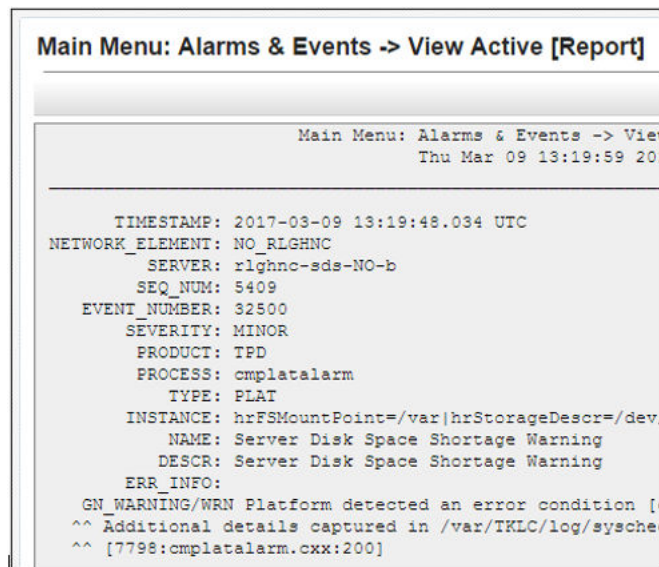 Main Menu: Alarms & Events -> View Active [Report]
Main Menu: Alarms & Events -> Vie
Thu Mar 09 13:19:59 20
TIMESTAMP: 2017-03-09 13:19:48.034 UTC
NETWORK_ELEMENT: NO_RLGHNC
SERVER: rlghnc-sds-NO-b
SEQ_NUM: 5409
EVENT_NUMBER: 32500
SEVERITY: MINOR
PRODUCT: TPD
PROCESS: cmplatalarm
TYPE: PLAT
INSTANCE: hrFSMountPoint=/var|hrStorageDescr=/dev
NAME: Server Disk Space Shortage Warning
DESCR: Server Disk Space Shortage Warning
ERR_INFO:
GN_WARNING/WRN Platform detected an error condition [
^^ Additional details captured in /var/TKLC/log/sysche
^^ [7798:cmplatalarm.cxx:200]